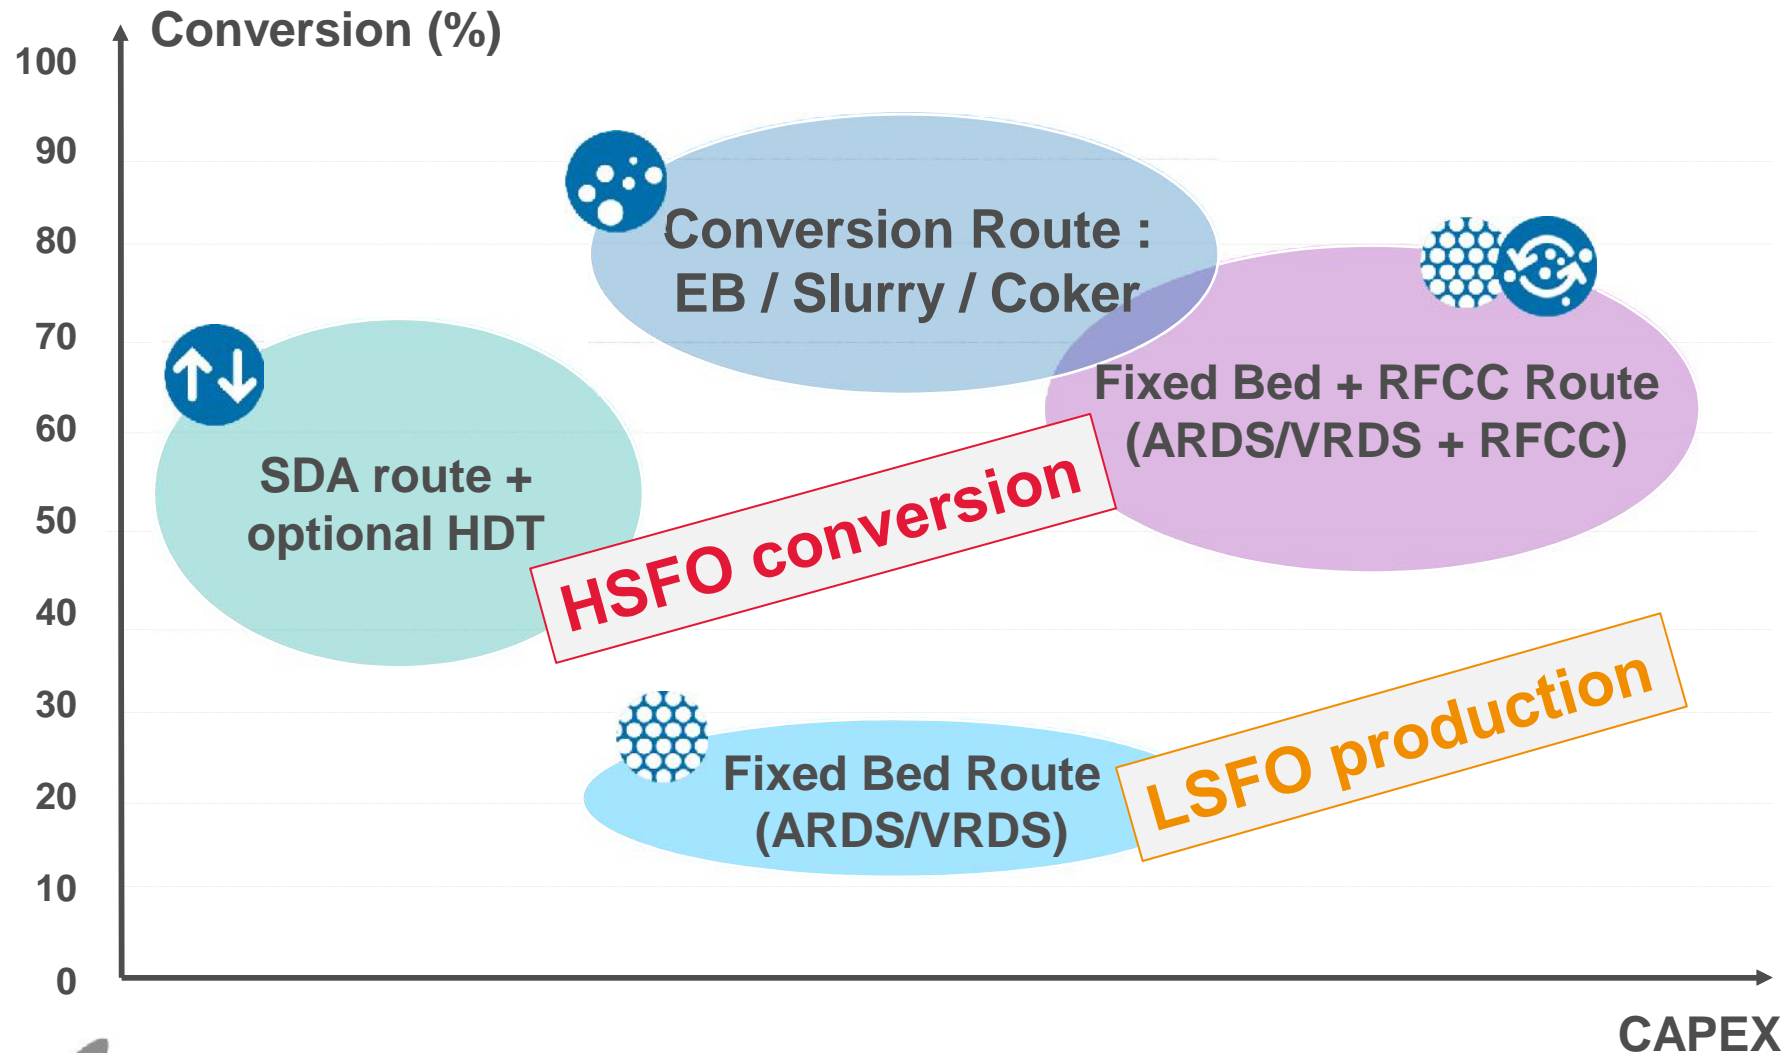 Conversion (%)
100
90
80
70
60
50
40
30
20
10
0
Conversion Route :
EB / Slurry / Coker
Fixed Bed + RFCC Route
(ARDS/VRDS + RFCC)
SDA route +
optional HDT
HSFO conversion
LSFO production
Fixed Bed Route
(ARDS/VRDS)
CAPEX